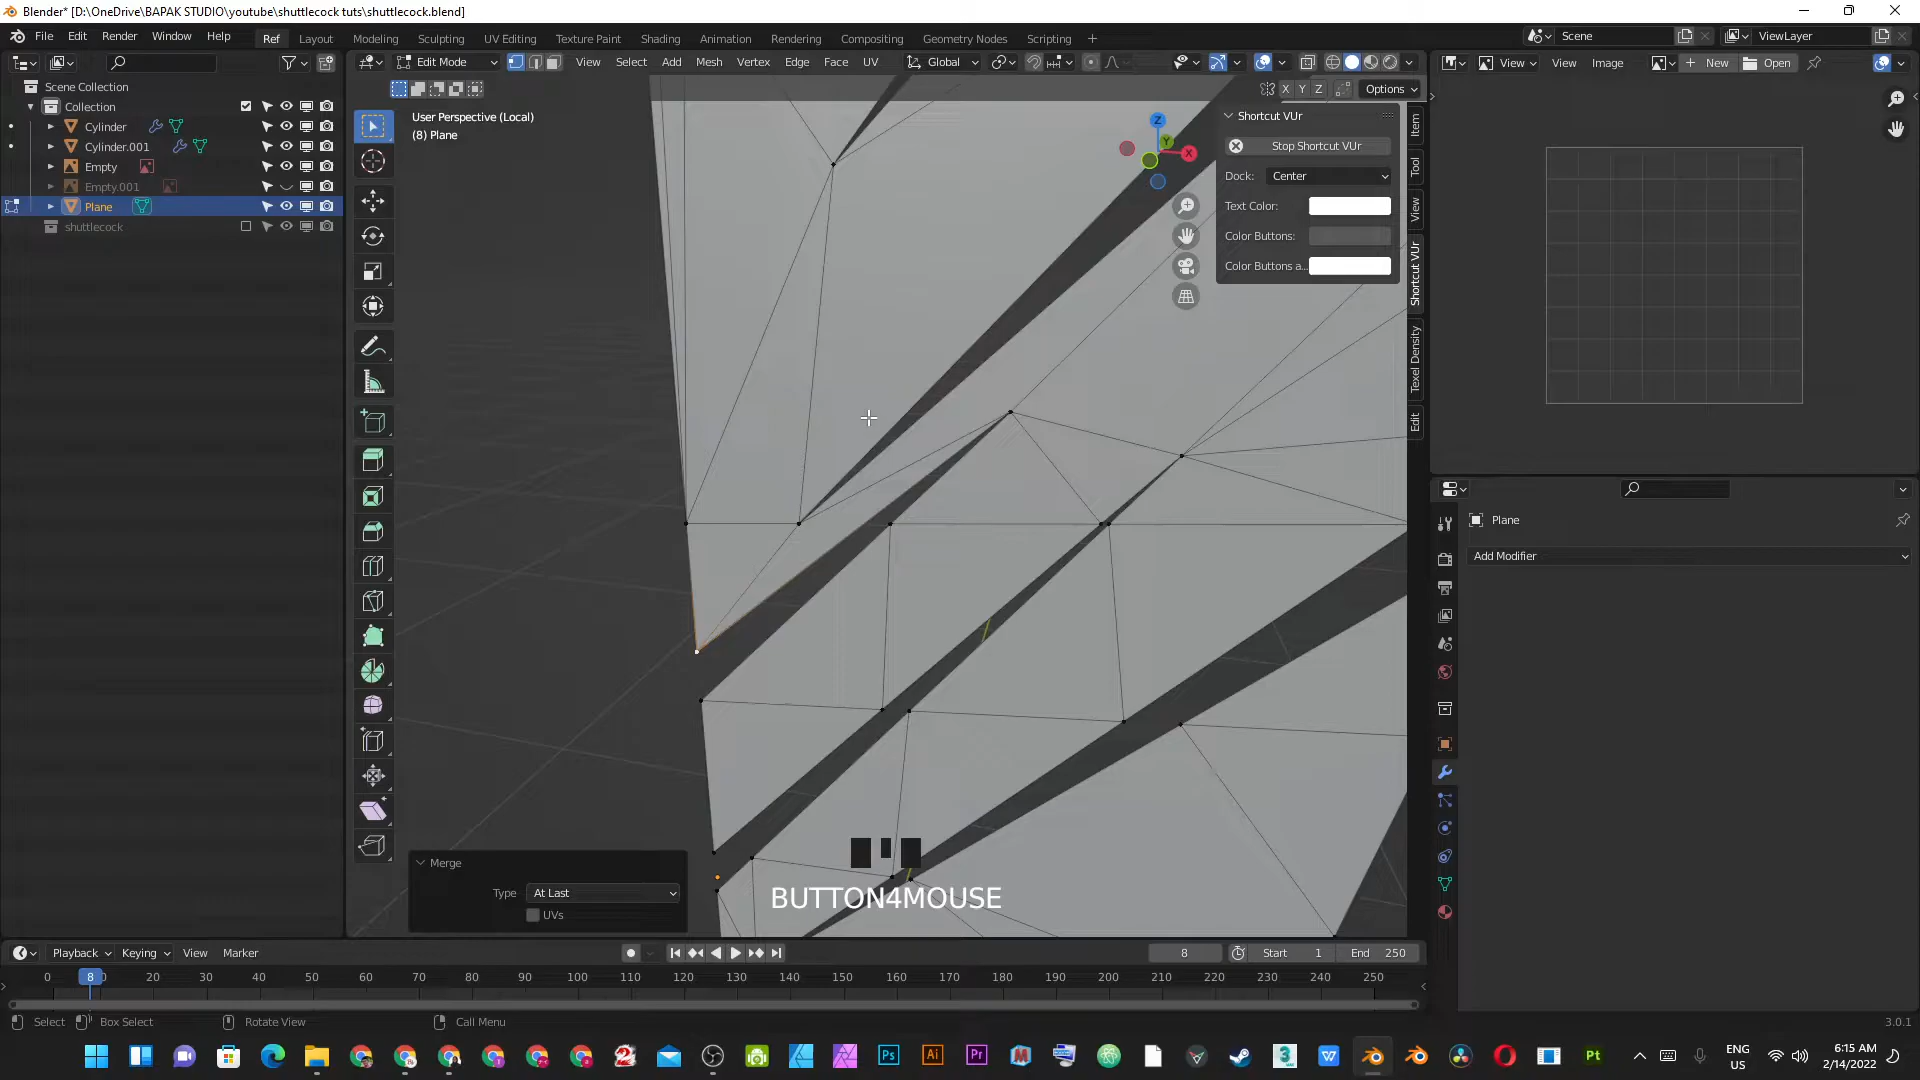 Blender* [D:\OneDrive\BAPAK STUDIO\youtube\shuttlecock tuts\shuttlecock.blend]
File Edit Render Window Help Ref Layout Modeling Sculpting UV Editing Texture Paint Shading Animation Rendering Compositing Geometry Nodes Scripting Scene ViewLayer
Edit Mode View Select Add Mesh Vertex Edge Face UV Global View View Image New Open
X Y Z Options
Scene Collection
Collection
Cylinder
Cylinder.001
Empty
Empty.001
Plane
shuttlecock
User Perspective (Local)
(8) Plane
Z
Y
X
Shortcut VUr
Stop Shortcut VUr
Dock: Center
Text Color:
Color Buttons:
Color Buttons a...
Item
Tool
View
Shortcut VUr
Texel Density
Edit
Plane
Add Modifier
Merge
Type At Last
UVs
BUTTON4MOUSE
Playback Keying View Marker 8 Start 1 End 250
0 8 20 30 40 50 60 70 80 90 100 110 120 130 140 150 160 170 180 190 200 210 220 230 240 250
Select Box Select Rotate View Call Menu 3.0.1
Ps Ai Pr 3 W Pt
ENG
US
6:15 AM
2/14/2022